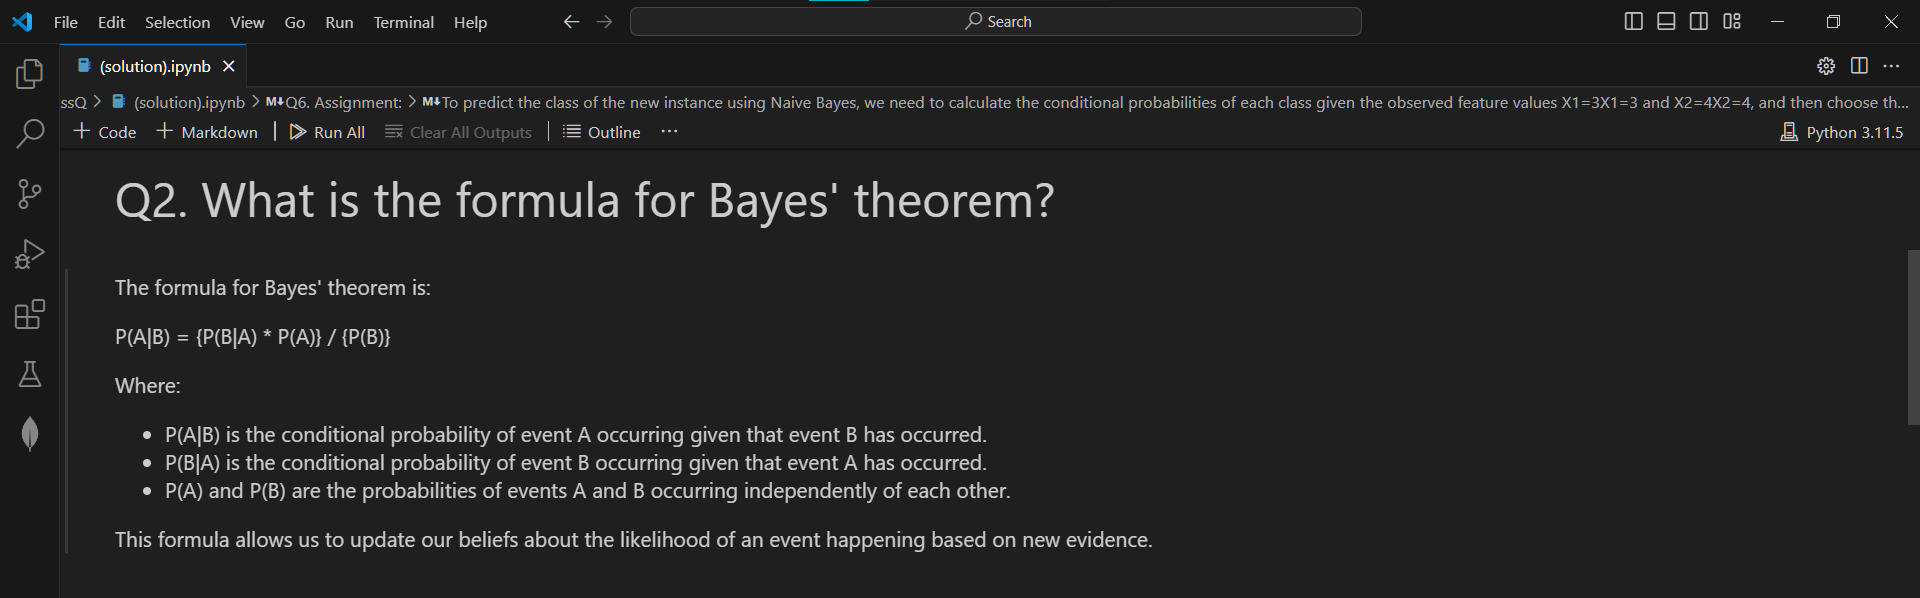 File Edit Selection View Go Run Terminal Help Search
(solution).ipynb
ssQ > (solution).ipynb > M↓Q6. Assignment: > M↓To predict the class of the new instance using Naive Bayes, we need to calculate the conditional probabilities of each class given the observed feature values X1=3X1=3 and X2=4X2=4, and then choose th...
+ Code + Markdown Run All Clear All Outputs Outline ... Python 3.11.5
Q2. What is the formula for Bayes' theorem?
The formula for Bayes' theorem is:
P(A|B) = {P(B|A) * P(A)} / {P(B)}
Where:
• P(A|B) is the conditional probability of event A occurring given that event B has occurred.
• P(B|A) is the conditional probability of event B occurring given that event A has occurred.
• P(A) and P(B) are the probabilities of events A and B occurring independently of each other.
This formula allows us to update our beliefs about the likelihood of an event happening based on new evidence.